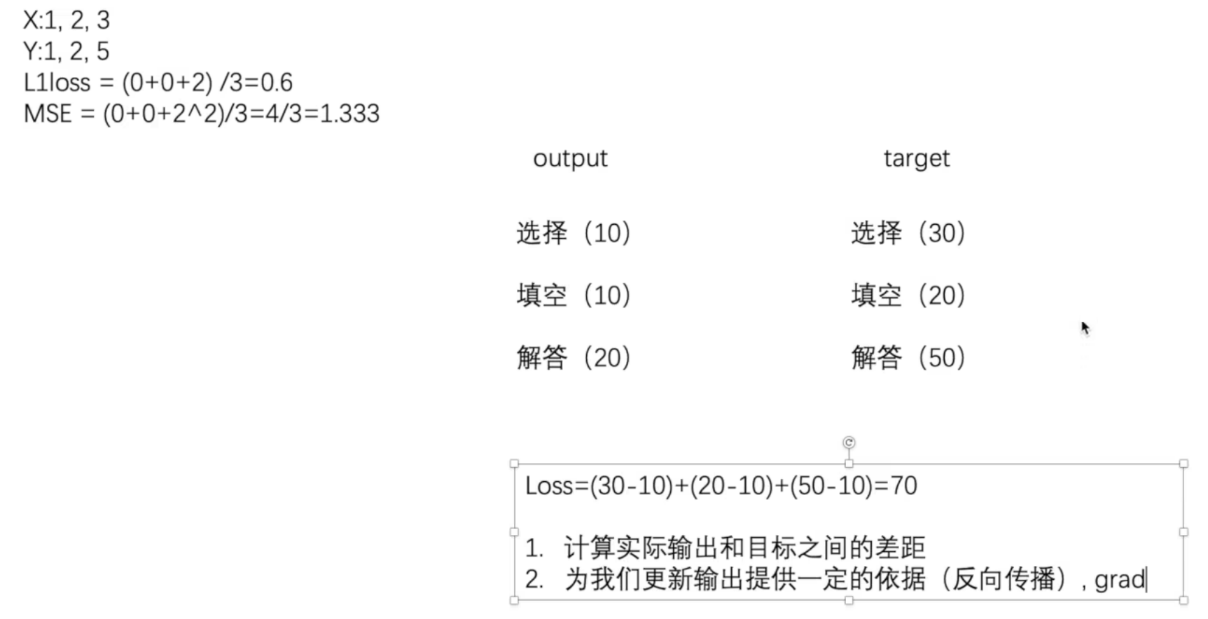 X:1, 2, 3
Y:1, 2, 5
L1loss = (0+0+2) /3=0.6
MSE = (0+0+2^2)/3=4/3=1.333
output target
选择（10） 选择（30）
填空（10） 填空（20）
解答（20） 解答（50）
Loss=(30-10)+(20-10)+(50-10)=70
1. 计算实际输出和目标之间的差距
2. 为我们更新输出提供一定的依据（反向传播）, grad